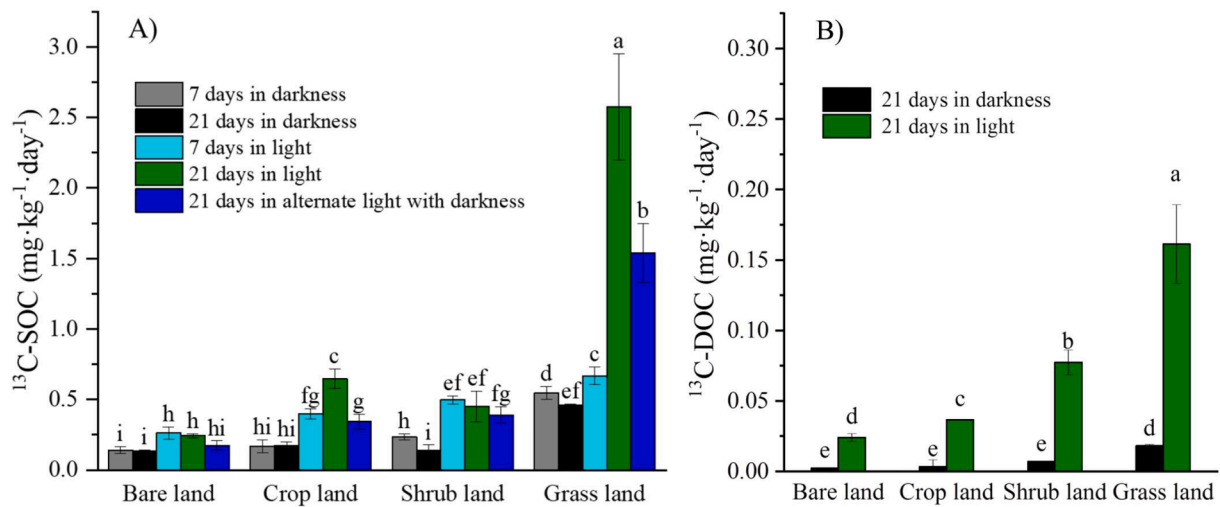 A)
7 days in darkness
21 days in darkness
7 days in light
21 days in light
21 days in alternate light with darkness
¹³C-SOC (mg·kg⁻¹·day⁻¹)
3.0
2.5
2.0
1.5
1.0
0.5
0.0
i i h h hi
hi hi fg c g
h i ef ef fg
d ef c a b
Bare land Crop land Shrub land Grass land
B)
21 days in darkness
21 days in light
¹³C-DOC (mg·kg⁻¹·day⁻¹)
0.30
0.25
0.20
0.15
0.10
0.05
0.00
e d
e c
e b
d a
Bare land Crop land Shrub land Grass land